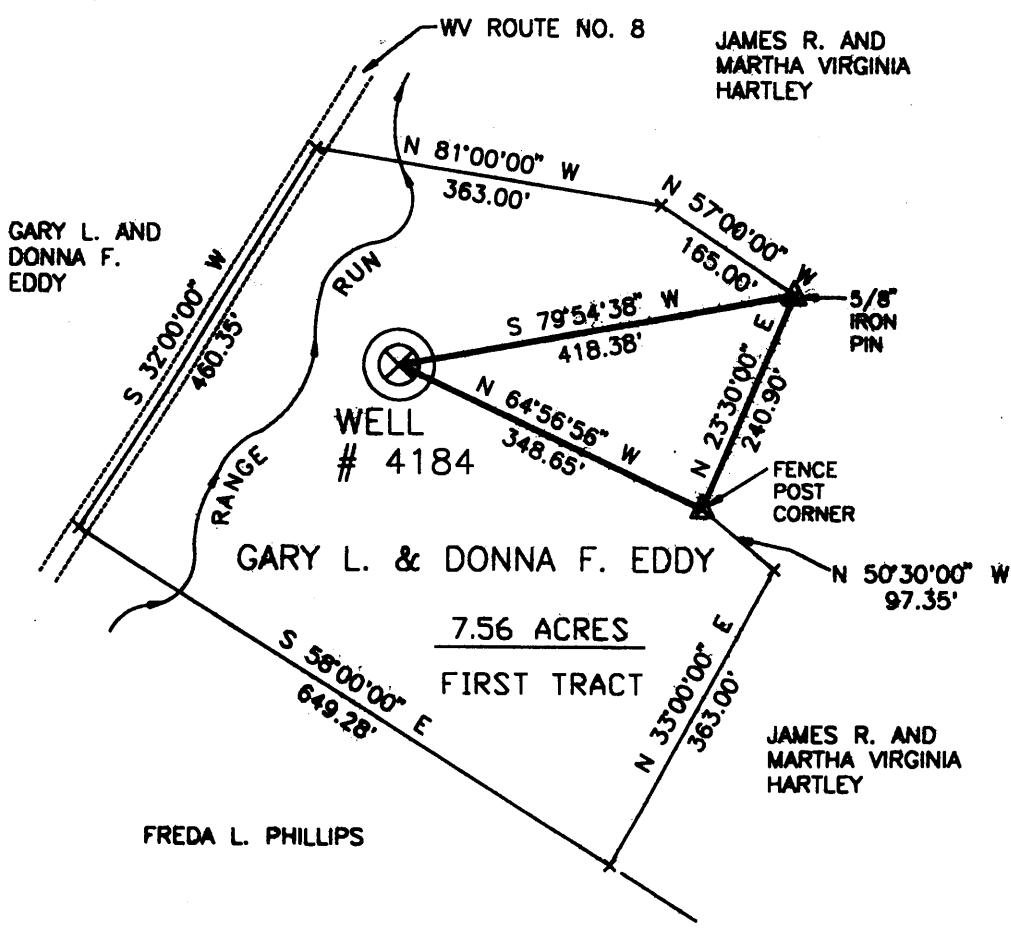 WV ROUTE NO. 8
JAMES R. AND
MARTHA VIRGINIA
HARTLEY
N 81°00'00" W
363.00'
N 57°00'00" W
165.00'
GARY L. AND
DONNA F.
EDDY
S 32°00'00" W
460.35'
RUN
RANGE
S 79°54'38" W
418.38'
5/8"
IRON
PIN
N 23°30'00" E
240.90'
N 64°56'56" W
348.65'
WELL
# 4184
FENCE
POST
CORNER
GARY L. & DONNA F. EDDY
N 50°30'00" W
97.35'
7.56 ACRES
FIRST TRACT
S 58°00'00" E
649.28'
N 33°00'00" E
363.00'
JAMES R. AND
MARTHA VIRGINIA
HARTLEY
FREDA L. PHILLIPS